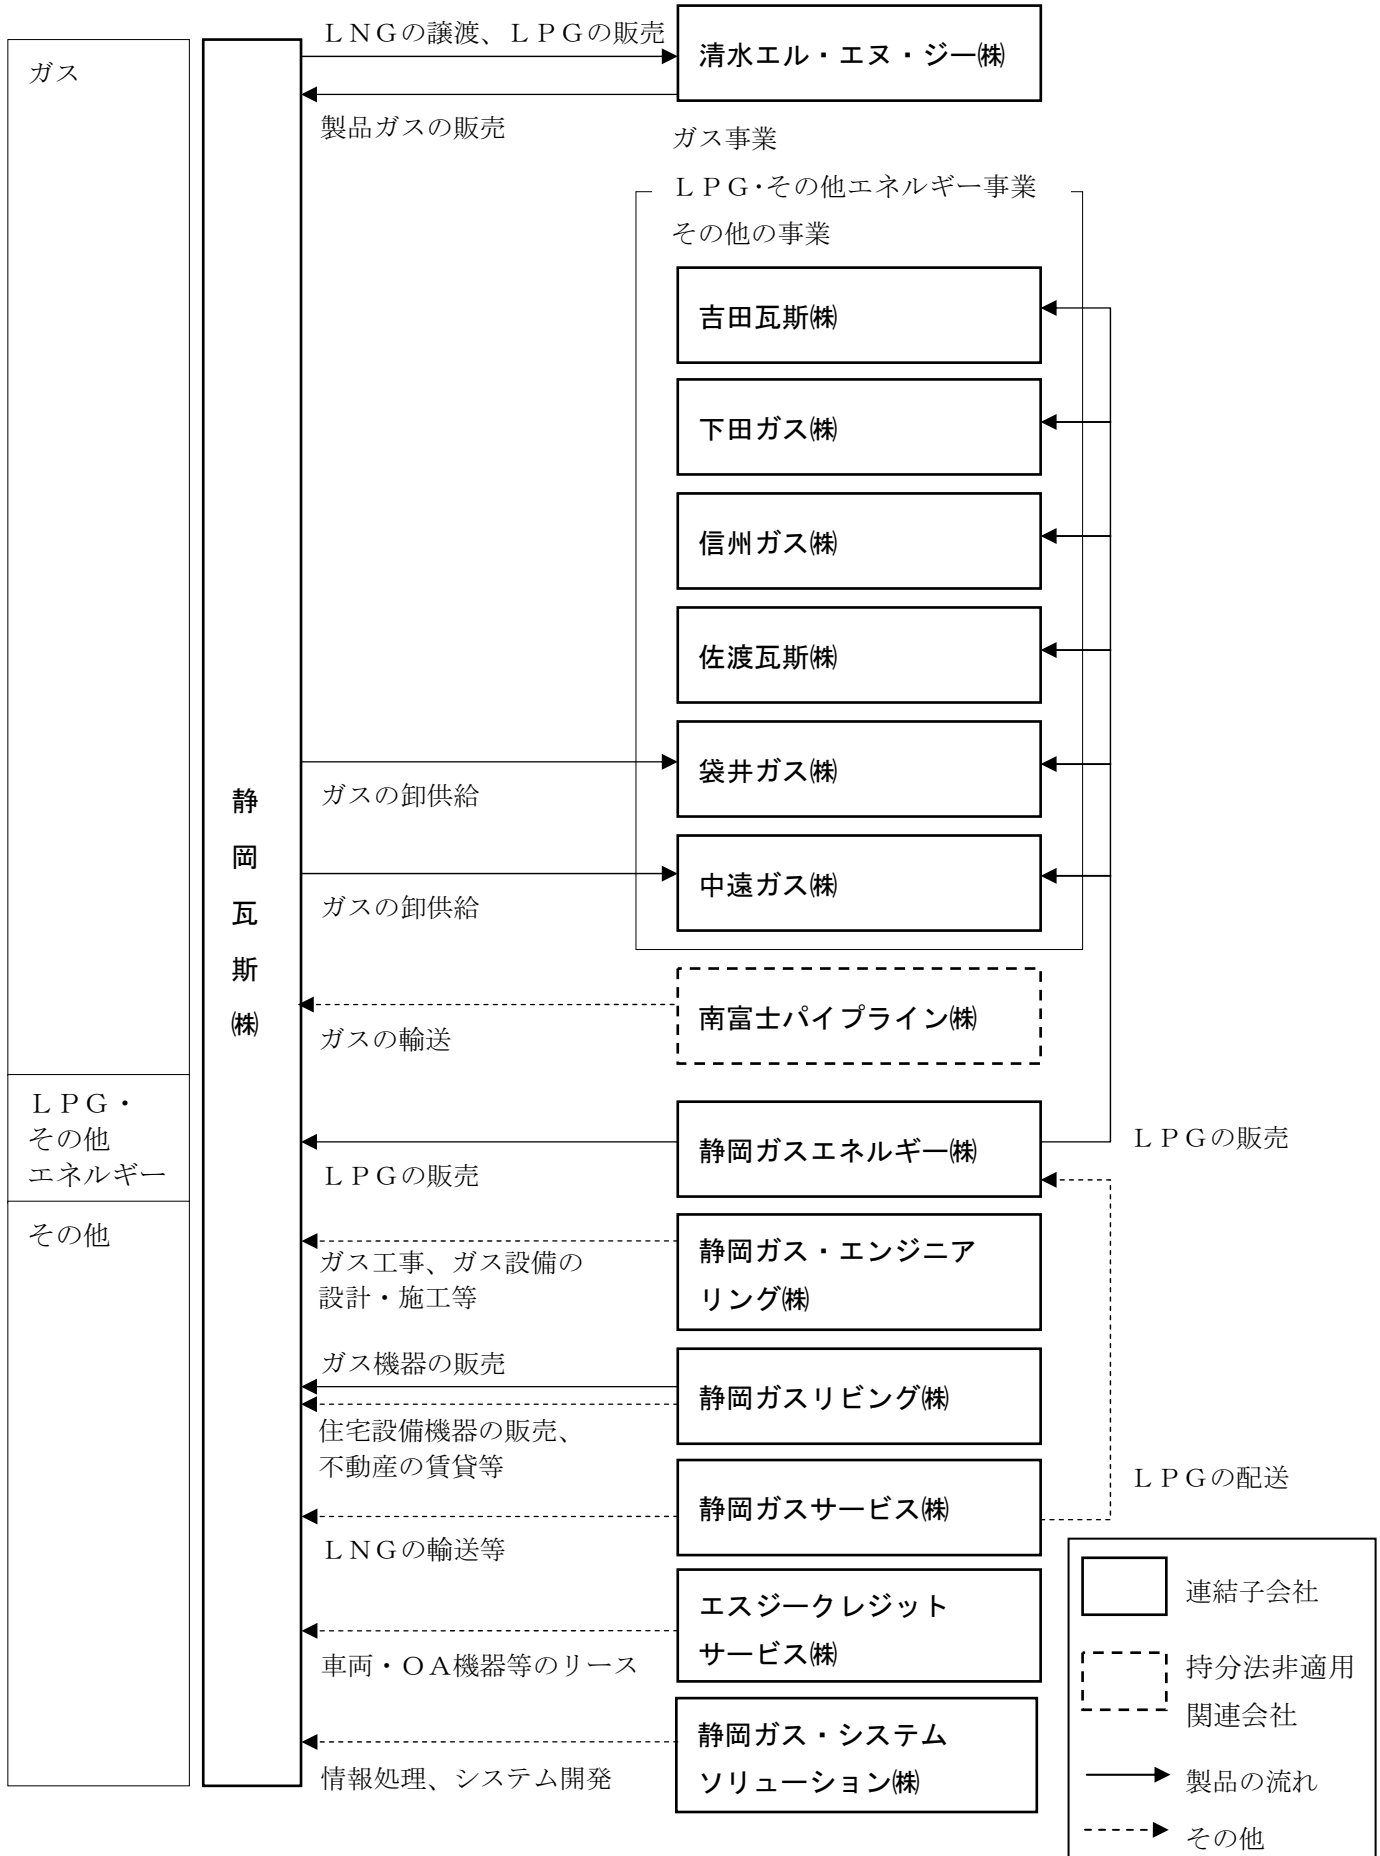 ＬＮＧの譲渡、ＬＰＧの販売
清水エル・エヌ・ジー㈱
ガス
製品ガスの販売
ガス事業
ＬＰＧ･その他エネルギー事業
その他の事業
吉田瓦斯㈱
下田ガス㈱
信州ガス㈱
佐渡瓦斯㈱
袋井ガス㈱
ガスの卸供給
中遠ガス㈱
ガスの卸供給
静
岡
瓦
斯
㈱
南富士パイプライン㈱
ガスの輸送
ＬＰＧ・
その他
エネルギー
静岡ガスエネルギー㈱
ＬＰＧの販売
ＬＰＧの販売
その他
静岡ガス・エンジニア
リング㈱
ガス工事、ガス設備の
設計・施工等
ガス機器の販売
静岡ガスリビング㈱
住宅設備機器の販売、
不動産の賃貸等
ＬＰＧの配送
静岡ガスサービス㈱
ＬＮＧの輸送等
エスジークレジット
サービス㈱
車両・ＯＡ機器等のリース
静岡ガス・システム
ソリューション㈱
情報処理、システム開発
連結子会社
持分法非適用
関連会社
製品の流れ
その他